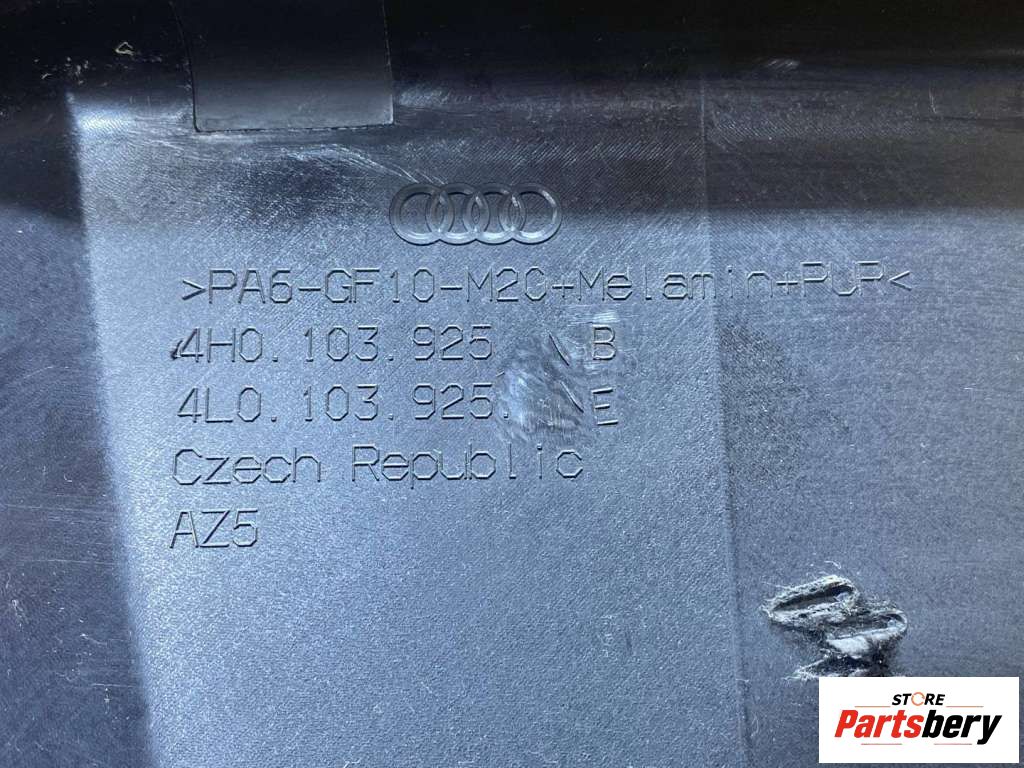 >PA6-GF10-M20+Melamin+PUR<
4H0.103.925 B
4L0.103.925. E
Czech Republic
AZ5
STORE
Partsbery